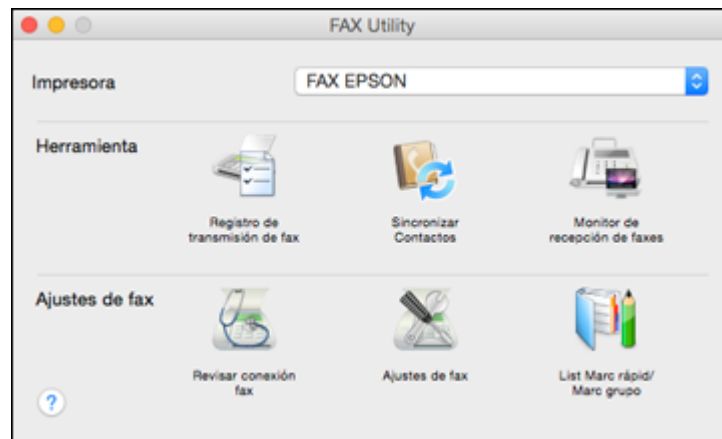 FAX Utility
Impresora
FAX EPSON
Herramienta
Registro de
transmisión de fax
Sincronizar
Contactos
Monitor de
recepción de faxes
Ajustes de fax
Revisar conexión
fax
Ajustes de fax
List Marc rápid/
Marc grupo
?